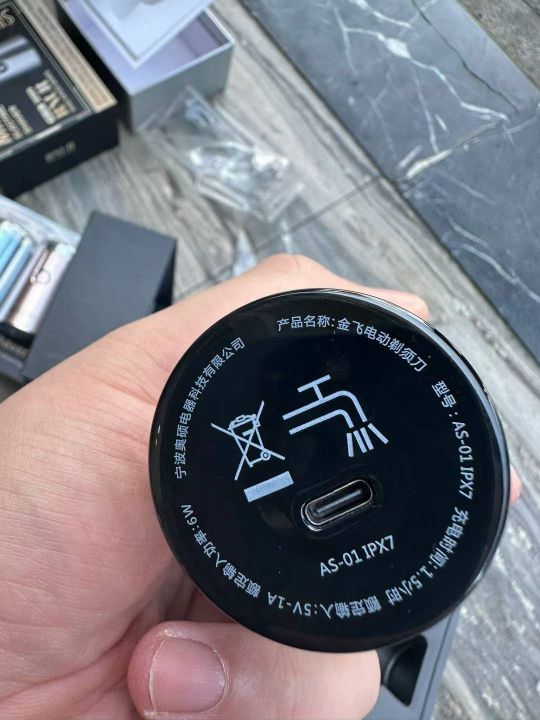 产品名称:金飞电动剃须刀 型号:AS-01 IPX7 充电时间:1.5小时 额定输入:5V-1A 额定输入功率:6W
宁波奥硕电器科技有限公司
AS-01 IPX7